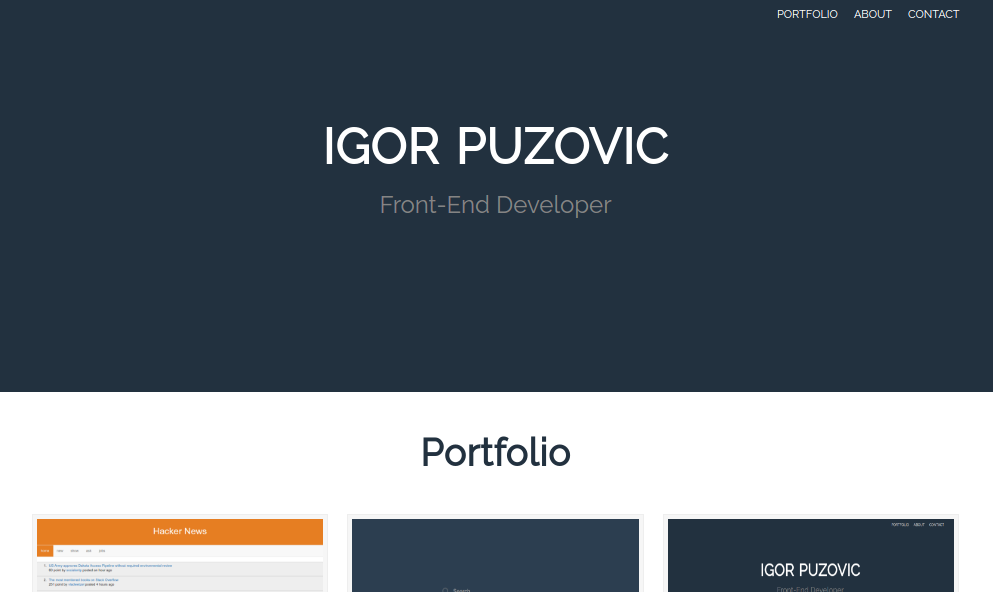 PORTFOLIO ABOUT CONTACT
IGOR PUZOVIC
Front-End Developer
Portfolio
Hacker News
Search
PORTFOLIO ABOUT CONTACT
IGOR PUZOVIC
Front-End Developer